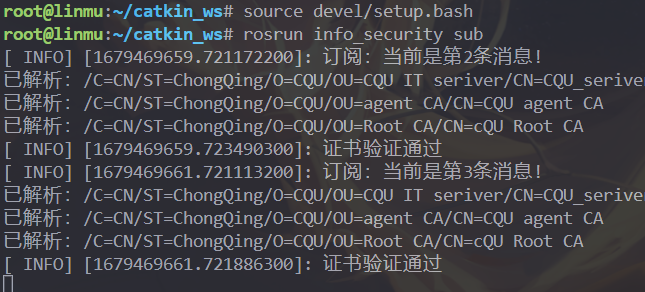 root@linmu:~/catkin_ws# source devel/setup.bash
root@linmu:~/catkin_ws# rosrun info_security sub
[ INFO] [1679469659.721172200]: 订阅: 当前是第2条消息!
已解析: /C=CN/ST=ChongQing/O=CQU/OU=CQU IT seriver/CN=CQU_serive
已解析: /C=CN/ST=ChongQing/O=CQU/OU=agent CA/CN=CQU agent CA
已解析: /C=CN/ST=ChongQing/O=CQU/OU=Root CA/CN=cQU Root CA
[ INFO] [1679469659.723490300]: 证书验证通过
[ INFO] [1679469661.721113200]: 订阅: 当前是第3条消息!
已解析: /C=CN/ST=ChongQing/O=CQU/OU=CQU IT seriver/CN=CQU_serive
已解析: /C=CN/ST=ChongQing/O=CQU/OU=agent CA/CN=CQU agent CA
已解析: /C=CN/ST=ChongQing/O=CQU/OU=Root CA/CN=cQU Root CA
[ INFO] [1679469661.721886300]: 证书验证通过